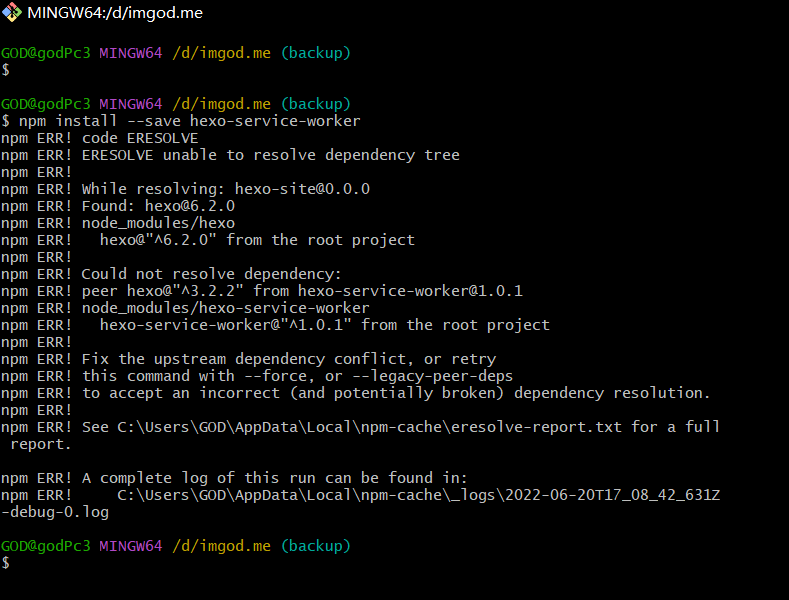 MINGW64:/d/imgod.me
GOD@godPc3 MINGW64 /d/imgod.me (backup)
$
GOD@godPc3 MINGW64 /d/imgod.me (backup)
$ npm install --save hexo-service-worker
npm ERR! code ERESOLVE
npm ERR! ERESOLVE unable to resolve dependency tree
npm ERR!
npm ERR! While resolving: hexo-site@0.0.0
npm ERR! Found: hexo@6.2.0
npm ERR! node_modules/hexo
npm ERR!   hexo@"^6.2.0" from the root project
npm ERR!
npm ERR! Could not resolve dependency:
npm ERR! peer hexo@"^3.2.2" from hexo-service-worker@1.0.1
npm ERR! node_modules/hexo-service-worker
npm ERR!   hexo-service-worker@"^1.0.1" from the root project
npm ERR!
npm ERR! Fix the upstream dependency conflict, or retry
npm ERR! this command with --force, or --legacy-peer-deps
npm ERR! to accept an incorrect (and potentially broken) dependency resolution.
npm ERR!
npm ERR! See C:\Users\GOD\AppData\Local\npm-cache\eresolve-report.txt for a full
 report.
npm ERR! A complete log of this run can be found in:
npm ERR!     C:\Users\GOD\AppData\Local\npm-cache\_logs\2022-06-20T17_08_42_631Z
-debug-0.log
GOD@godPc3 MINGW64 /d/imgod.me (backup)
$